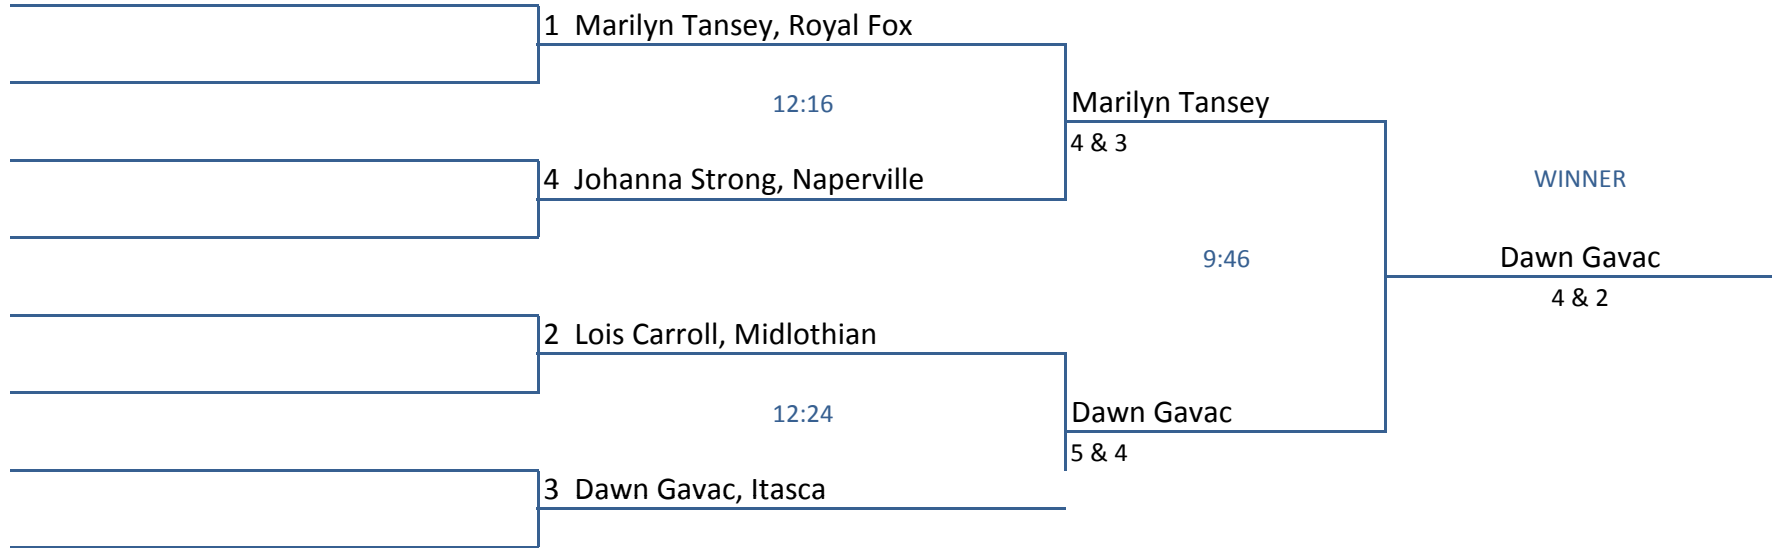 1 Marilyn Tansey, Royal Fox
12:16
Marilyn Tansey
4 & 3
4 Johanna Strong, Naperville
WINNER
9:46
Dawn Gavac
4 & 2
2 Lois Carroll, Midlothian
12:24
Dawn Gavac
5 & 4
3 Dawn Gavac, Itasca